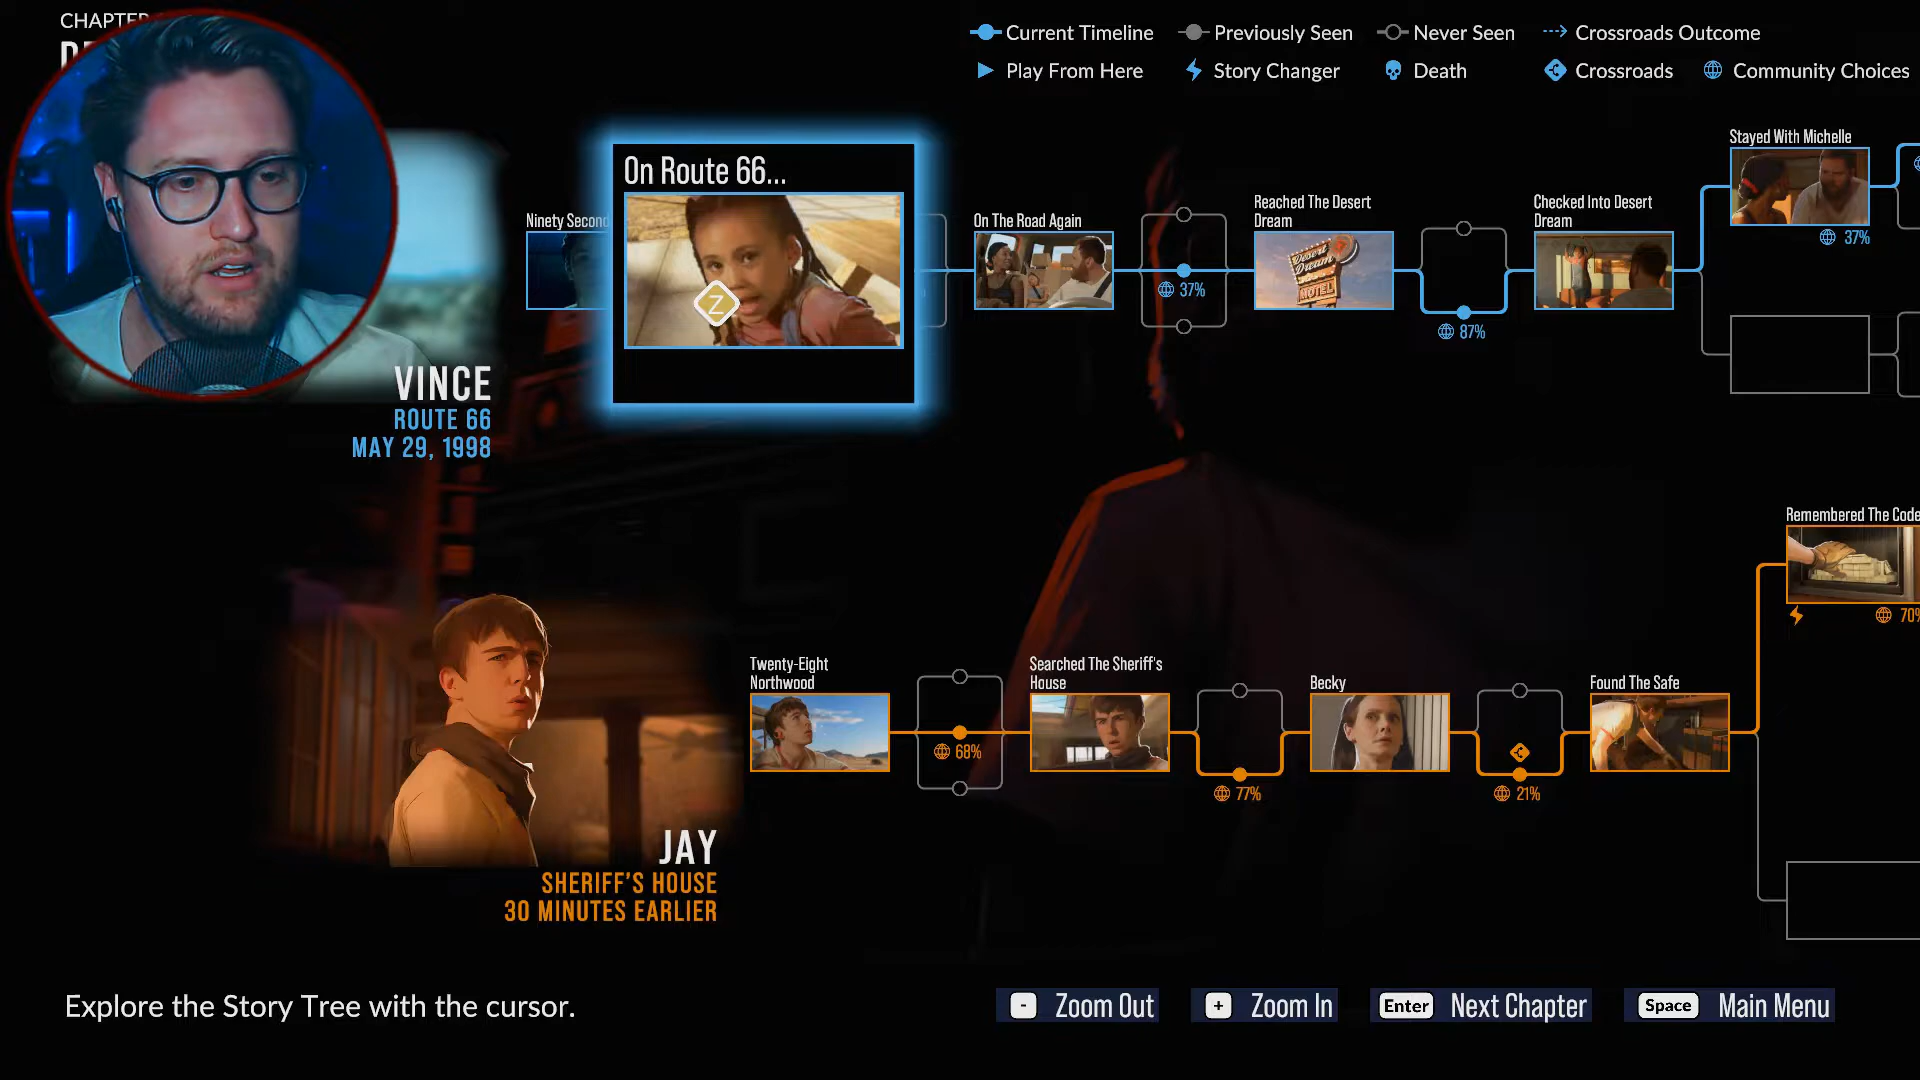 CHAPTER
Current Timeline
Previously Seen
Never Seen
Crossroads Outcome
Play From Here
Story Changer
Death
Crossroads
Community Choices
Stayed With Michelle
37%
On Route 66...
Z
Ninety Second
On The Road Again
37%
Reached The Desert
Dream
Desert
Dream
MOTEL
87%
Checked Into Desert
Dream
VINCE
ROUTE 66
MAY 29, 1998
Remembered The Code
70%
Twenty-Eight
Northwood
68%
Searched The Sheriff's
House
77%
Becky
21%
Found The Safe
JAY
SHERIFF'S HOUSE
30 MINUTES EARLIER
Explore the Story Tree with the cursor.
- Zoom Out
+ Zoom In
Enter Next Chapter
Space Main Menu